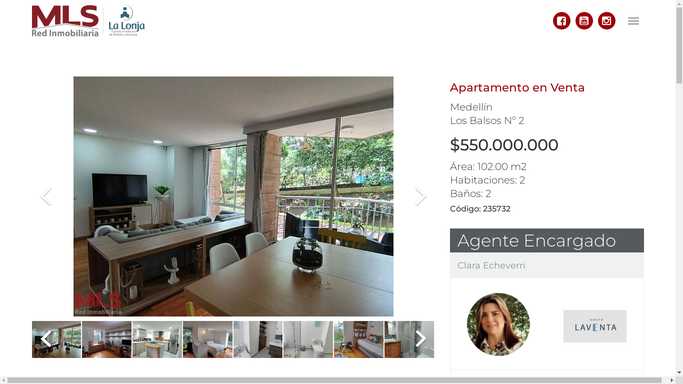 MLS
Red Inmobiliaria
La Lonja
Apartamento en Venta
Medellín
Los Balsos N° 2
$550.000.000
Área: 102.00 m2
Habitaciones: 2
Baños: 2
Código: 235732
Agente Encargado
Clara Echeverri
LAVENTA
MLS
Red Inmobiliaria